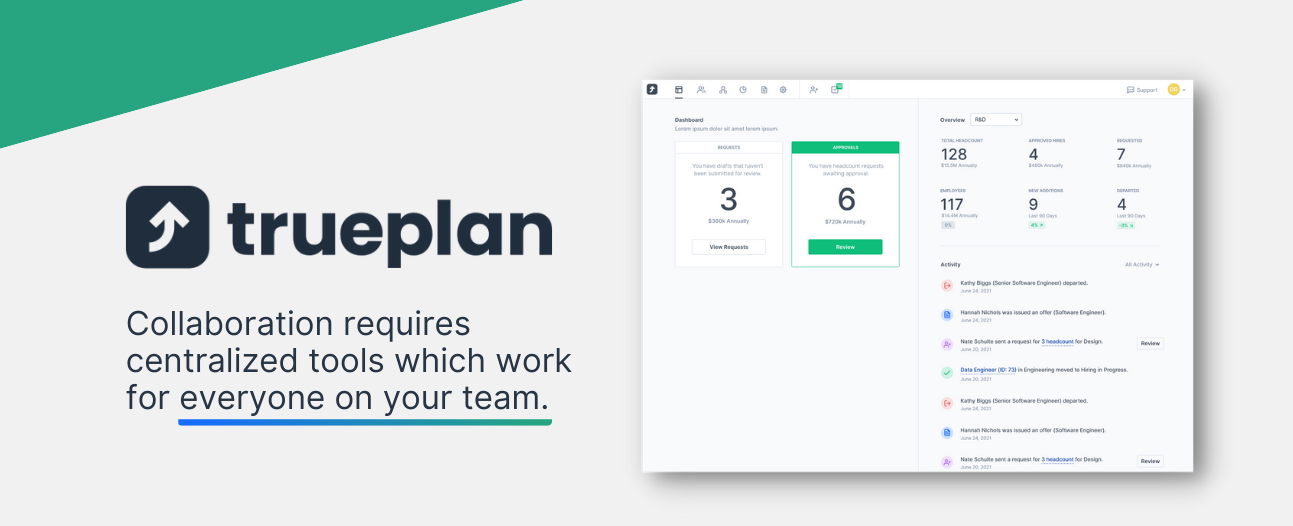 trueplan
Collaboration requires
centralized tools which work
for everyone on your team.
Support
DG
Dashboard
Lorem ipsum dolor sit amet lorem ipsum.
REQUESTS
You have drafts that haven't
been submitted for review.
3
$360k Annually
View Requests
APPROVALS
You have headcount requests
awaiting approval.
6
$720k Annually
Review
Overview
R&D
TOTAL HEADCOUNT
APPROVED HIRES
REQUESTED
128
4
7
Annually
$480k Annually
$840k Annually
EMPLOYEES
NEW ADDITIONS
DEPARTED
117
9
4
$14.4M Annually
Last 90 Days
Last 90 Days
4%
-3%
Activity
All Activity
Kathy Biggs (Senior Software Engineer) departed.
June 24, 2021
Hannah Nichols was issued an offer (Software Engineer).
June 24, 2021
Nate Schulte sent a request for 3 headcount for Design.
Review
June 20, 2021
Data Engineer (ID: 73) in Engineering moved to Hiring in Progress.
June 20, 2021
Kathy Biggs (Senior Software Engineer) departed.
June 24, 2021
Hannah Nichols was issued an offer (Software Engineer).
June 24, 2021
Nate Schulte sent a request for 3 headcount for Design.
Review
June 20, 2021